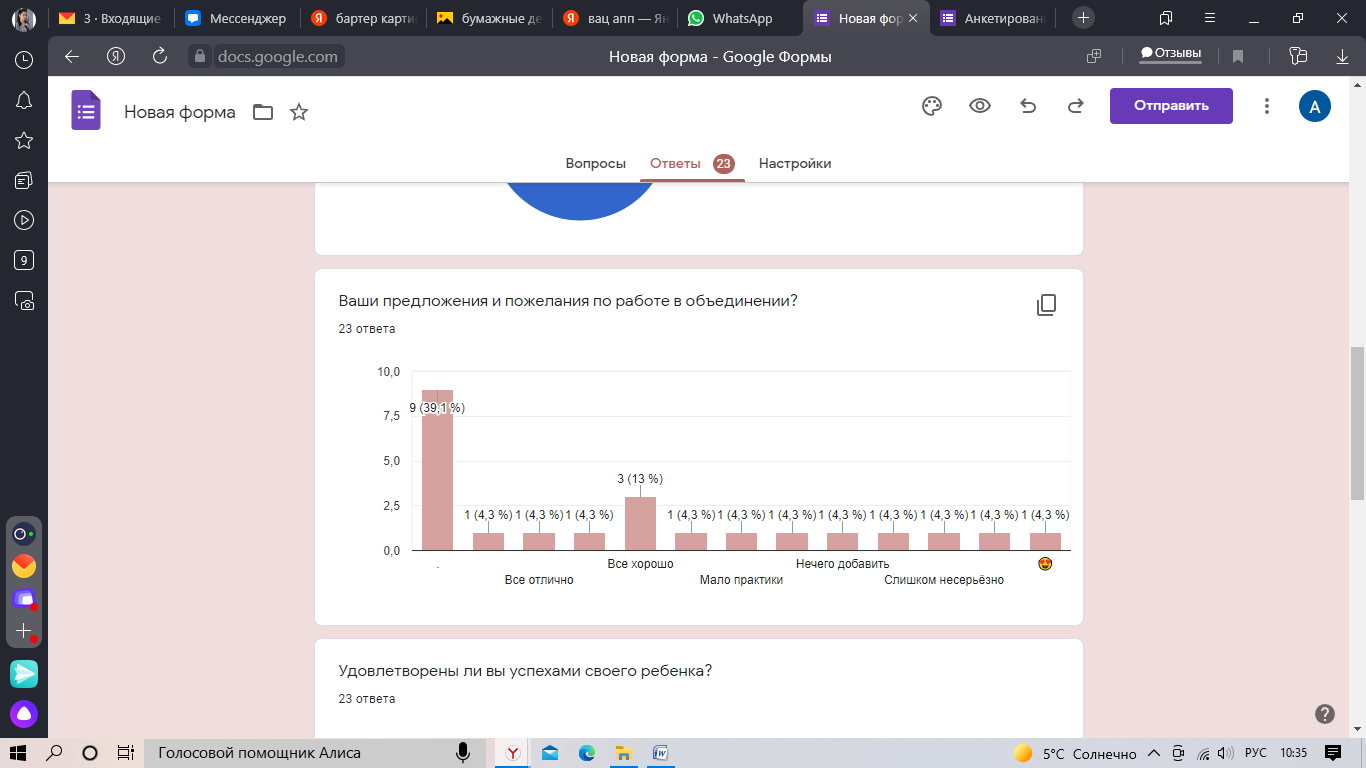 3 · Входящие
Мессенджер
бартер карти
бумажные де
вац апп — Ян
WhatsApp
Новая фор
Анкетирован
docs.google.com
Новая форма - Google Формы
Отзывы
Новая форма
Отправить
A
Вопросы
Ответы 23
Настройки
9
Ваши предложения и пожелания по работе в объединении?
23 ответа
10,0
7,5
5,0
2,5
0,0
9 (39,1 %)
1 (4,3 %) 1 (4,3 %) 1 (4,3 %)
3 (13 %)
1 (4,3 %) 1 (4,3 %) 1 (4,3 %) 1 (4,3 %) 1 (4,3 %) 1 (4,3 %) 1 (4,3 %) 1 (4,3 %)
.
Все отлично
Все хорошо
Мало практики
Нечего добавить
Слишком несерьёзно
😍
Удовлетворены ли вы успехами своего ребенка?
23 ответа
Голосовой помощник Алиса
5°C Солнечно
РУС
10:35